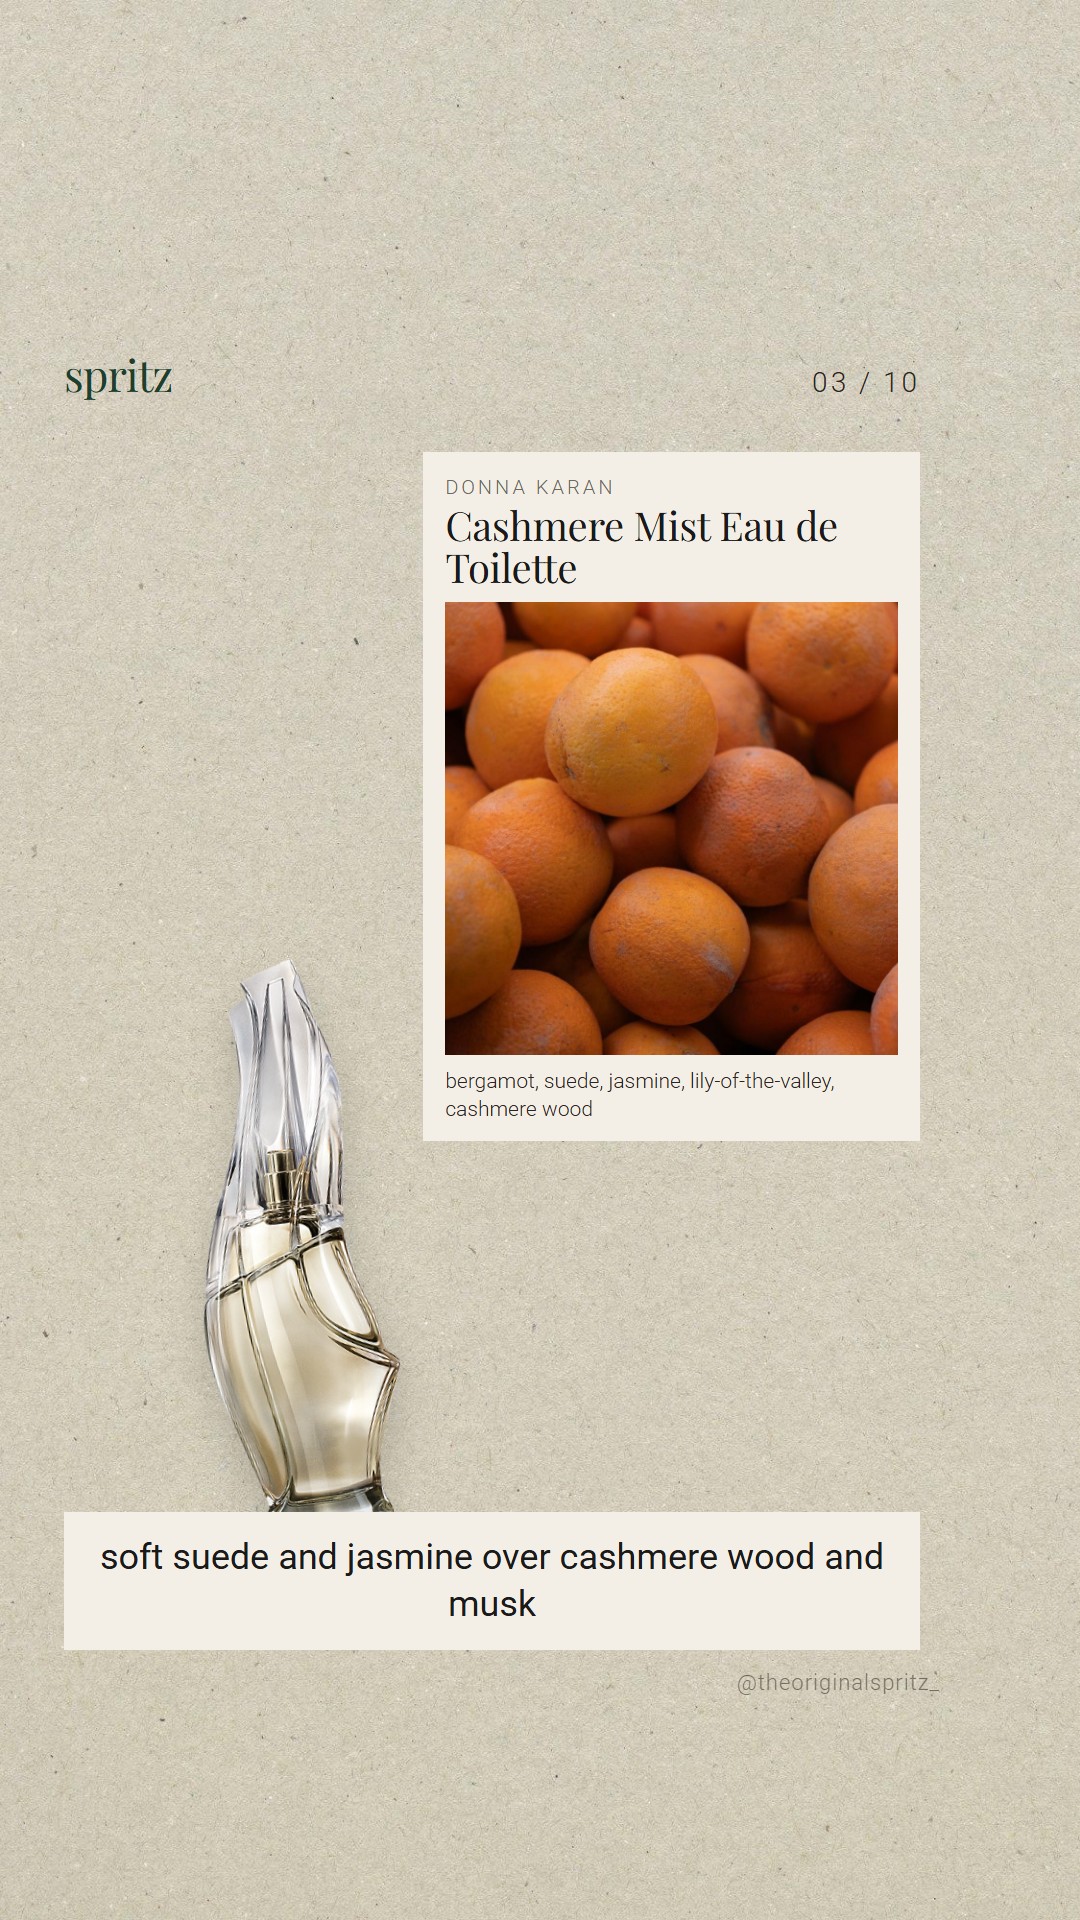 spritz
03 / 10
DONNA KARAN
Cashmere Mist Eau de
Toilette
bergamot, suede, jasmine, lily-of-the-valley,
cashmere wood
soft suede and jasmine over cashmere wood and
musk
@theoriginalspritz_